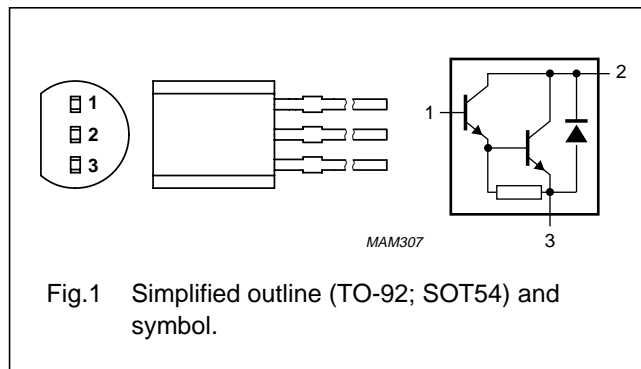 1
2
3
1
2
3
MAM307
Fig.1 Simplified outline (TO-92; SOT54) and
symbol.